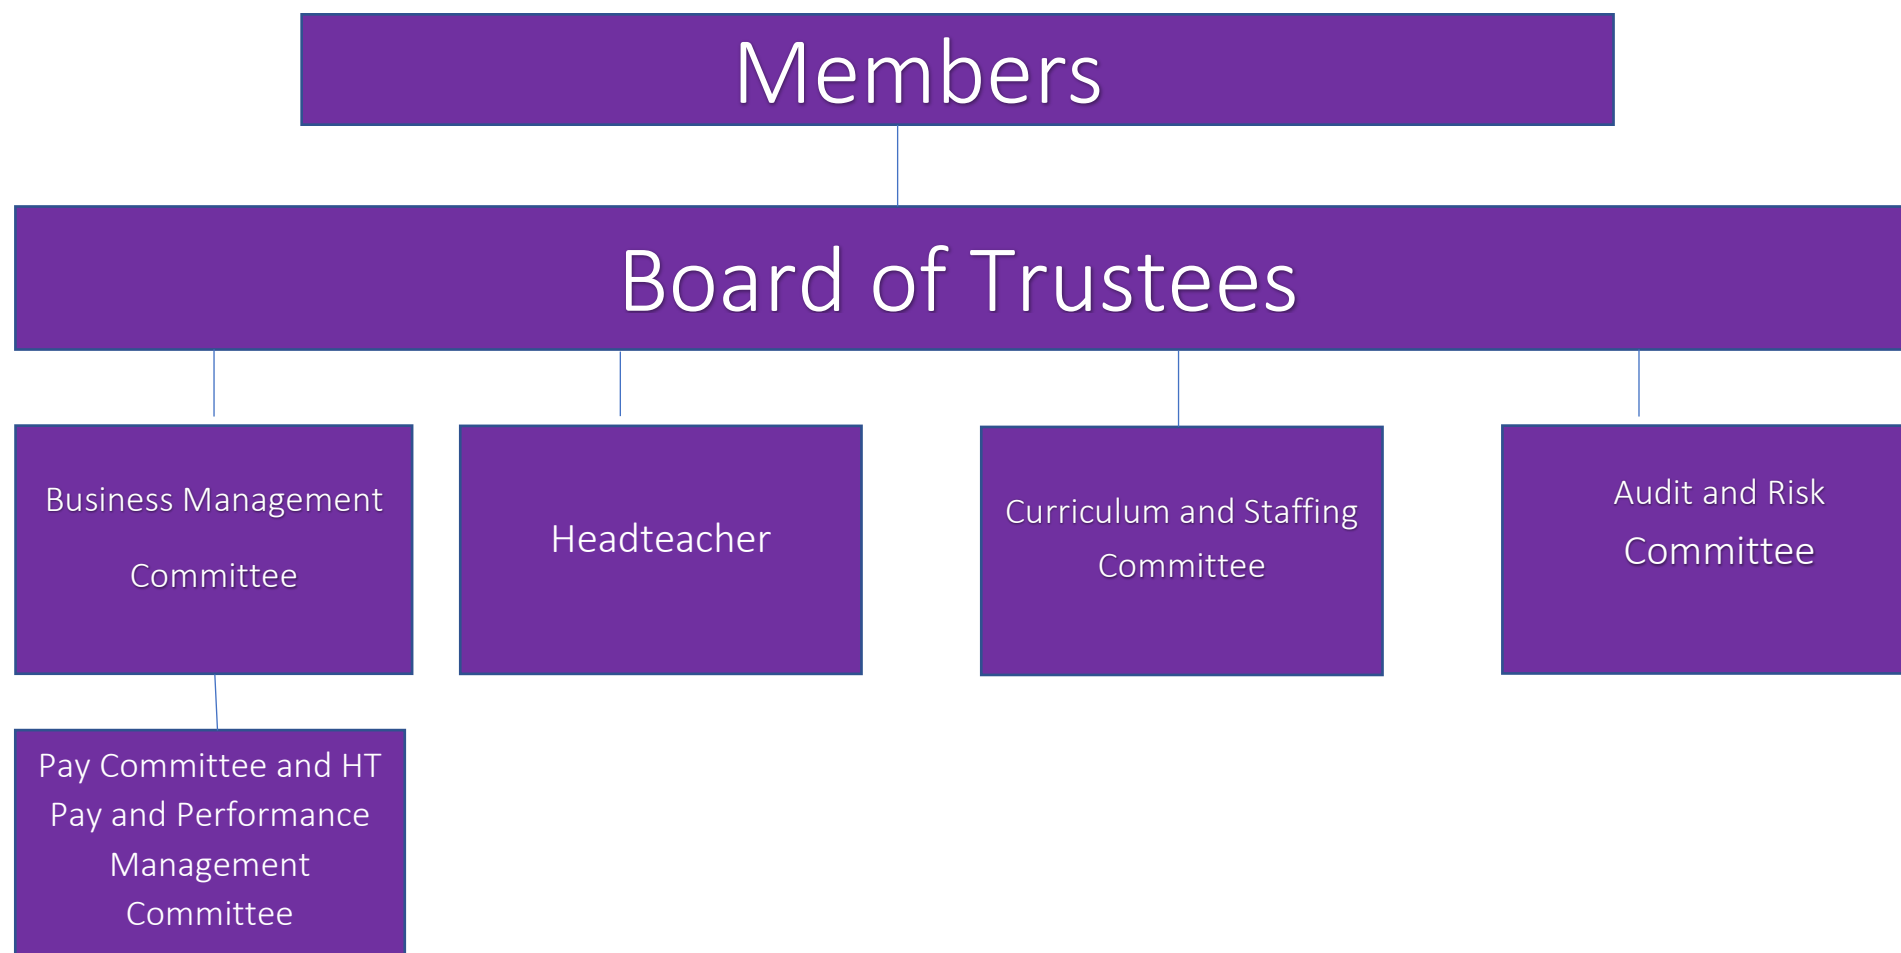 Members
Board of Trustees
Business Management
Committee
Headteacher
Curriculum and Staffing
Committee
Audit and Risk
Committee
Pay Committee and HT
Pay and Performance
Management
Committee